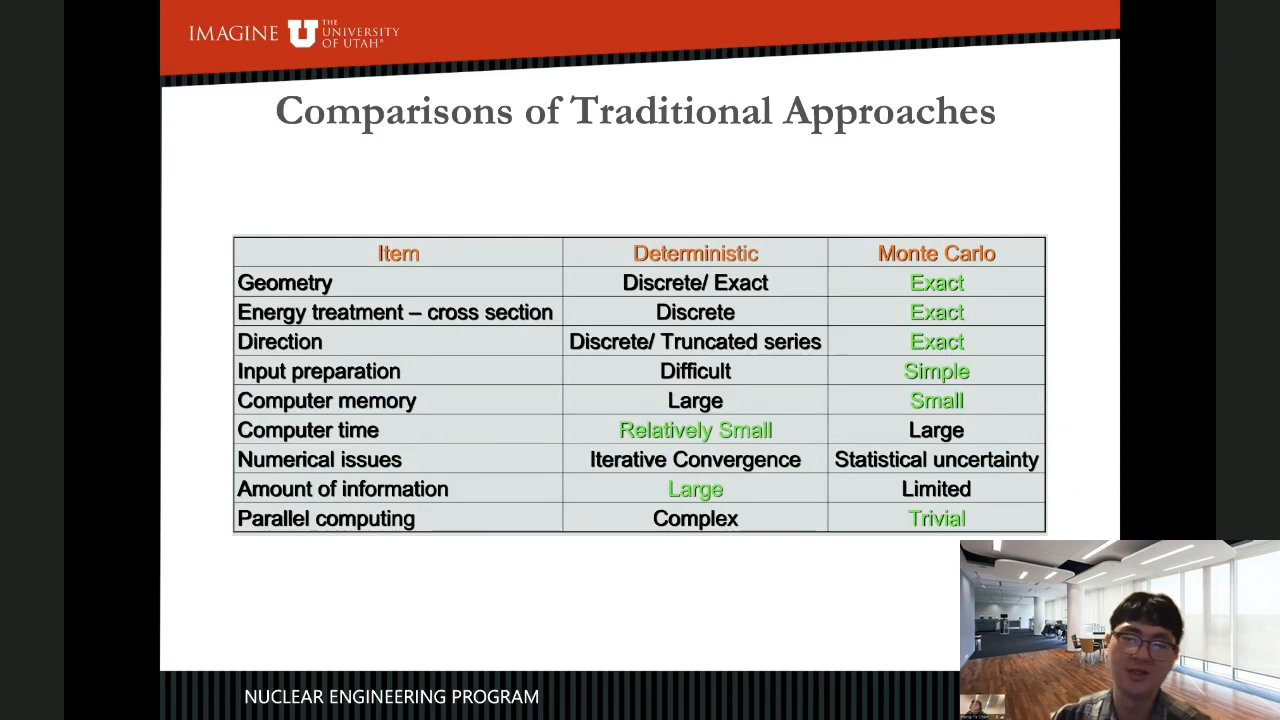 IMAGINE U THE UNIVERSITY OF UTAH®
Comparisons of Traditional Approaches
Item Deterministic Monte Carlo
Geometry Discrete/ Exact Exact
Energy treatment – cross section Discrete Exact
Direction Discrete/ Truncated series Exact
Input preparation Difficult Simple
Computer memory Large Small
Computer time Relatively Small Large
Numerical issues Iterative Convergence Statistical uncertainty
Amount of information Large Limited
Parallel computing Complex Trivial
NUCLEAR ENGINEERING PROGRAM